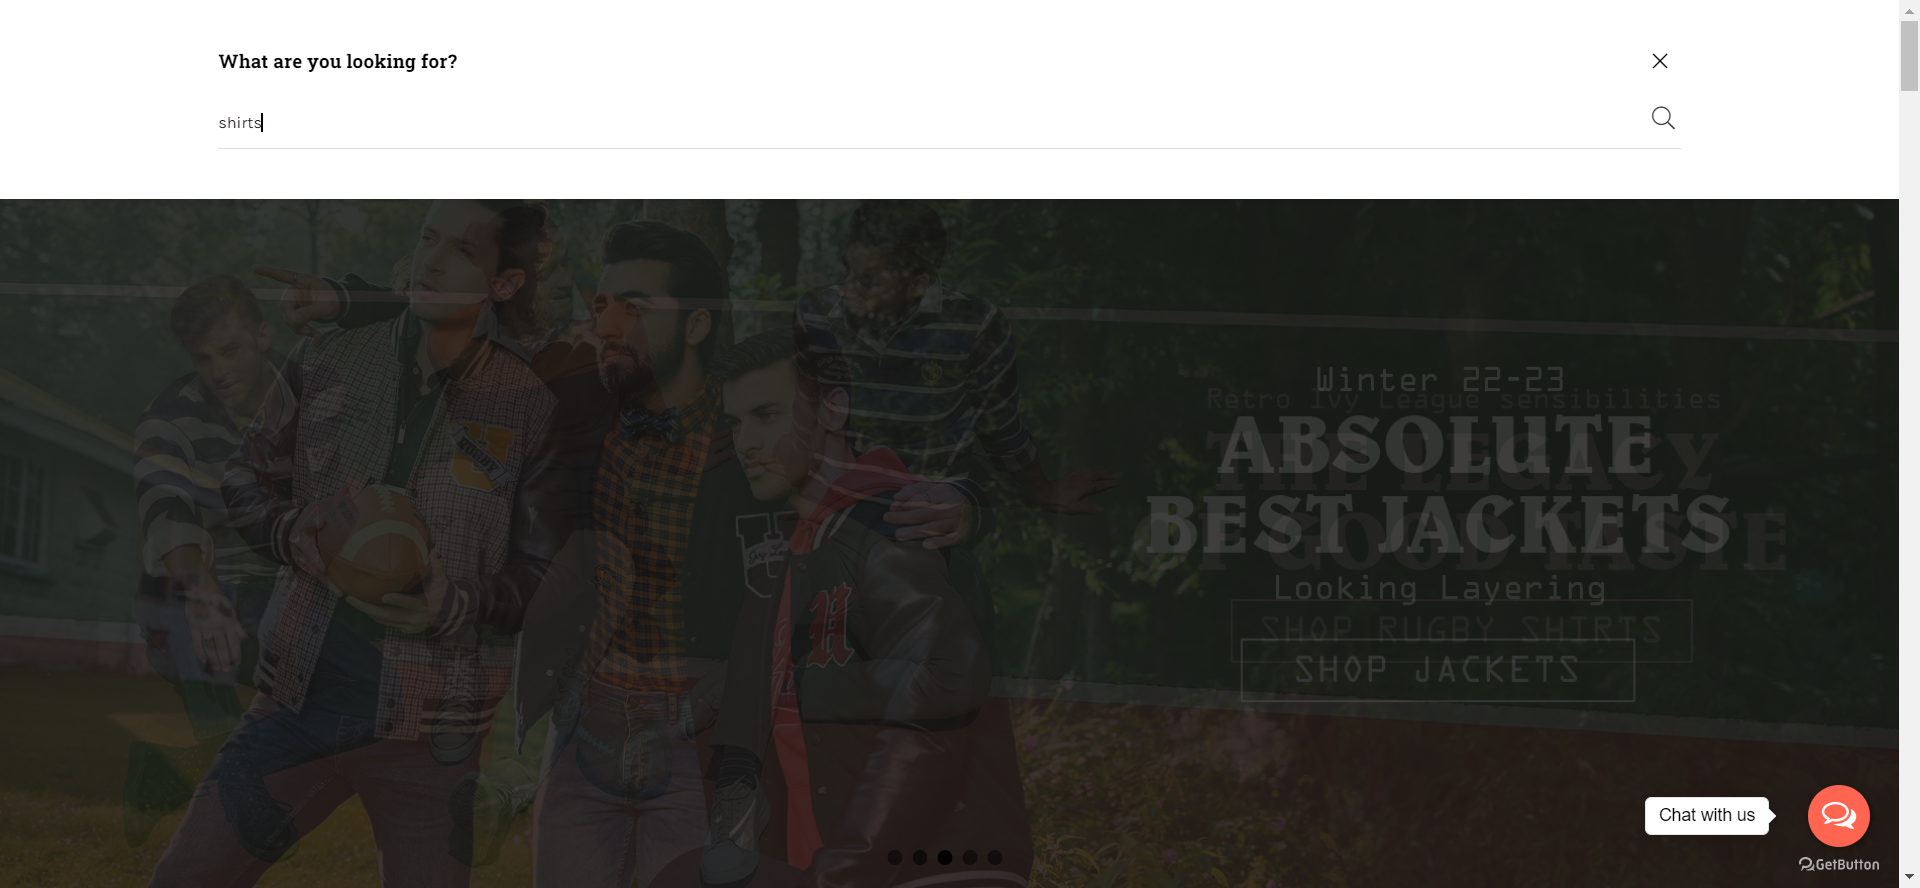 What are you looking for?
shirts
Winter 22-23
Retro Ivy League sensibilities
ABSOLUTE
THE LEGACY
BEST JACKETS
OF GOOD TASTE
Looking Layering
SHOP RUGBY SHIRTS
SHOP JACKETS
RUGBY
Chat with us
GetButton